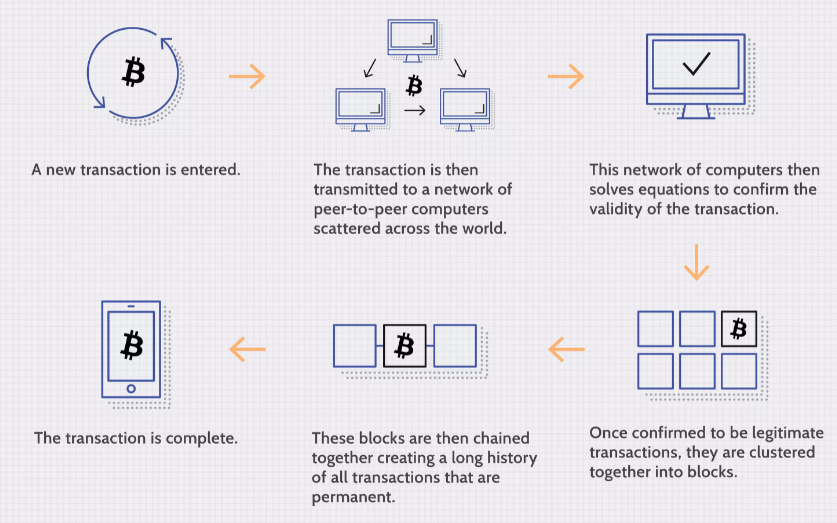 A new transaction is entered.
The transaction is then
transmitted to a network of
peer-to-peer computers
scattered across the world.
This network of computers then
solves equations to confirm the
validity of the transaction.
Once confirmed to be legitimate
transactions, they are clustered
together into blocks.
These blocks are then chained
together creating a long history
of all transactions that are
permanent.
The transaction is complete.